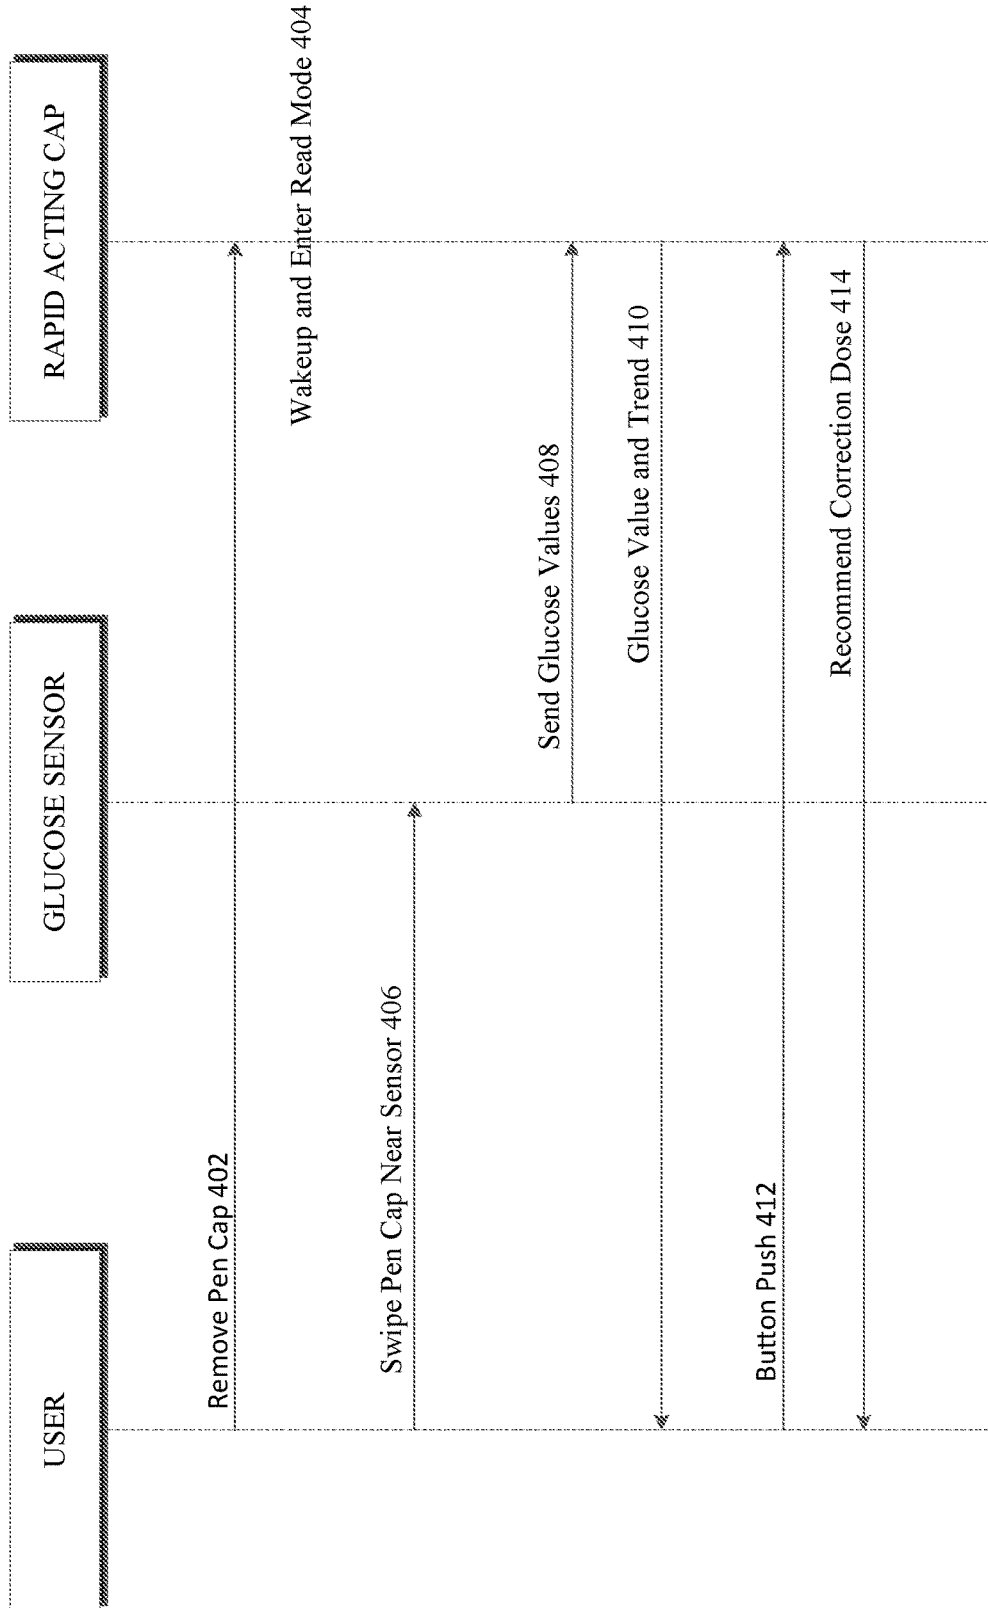 USER
GLUCOSE SENSOR
RAPID ACTING CAP
Remove Pen Cap 402
Wakeup and Enter Read Mode 404
Swipe Pen Cap Near Sensor 406
Send Glucose Values 408
Glucose Value and Trend 410
Button Push 412
Recommend Correction Dose 414